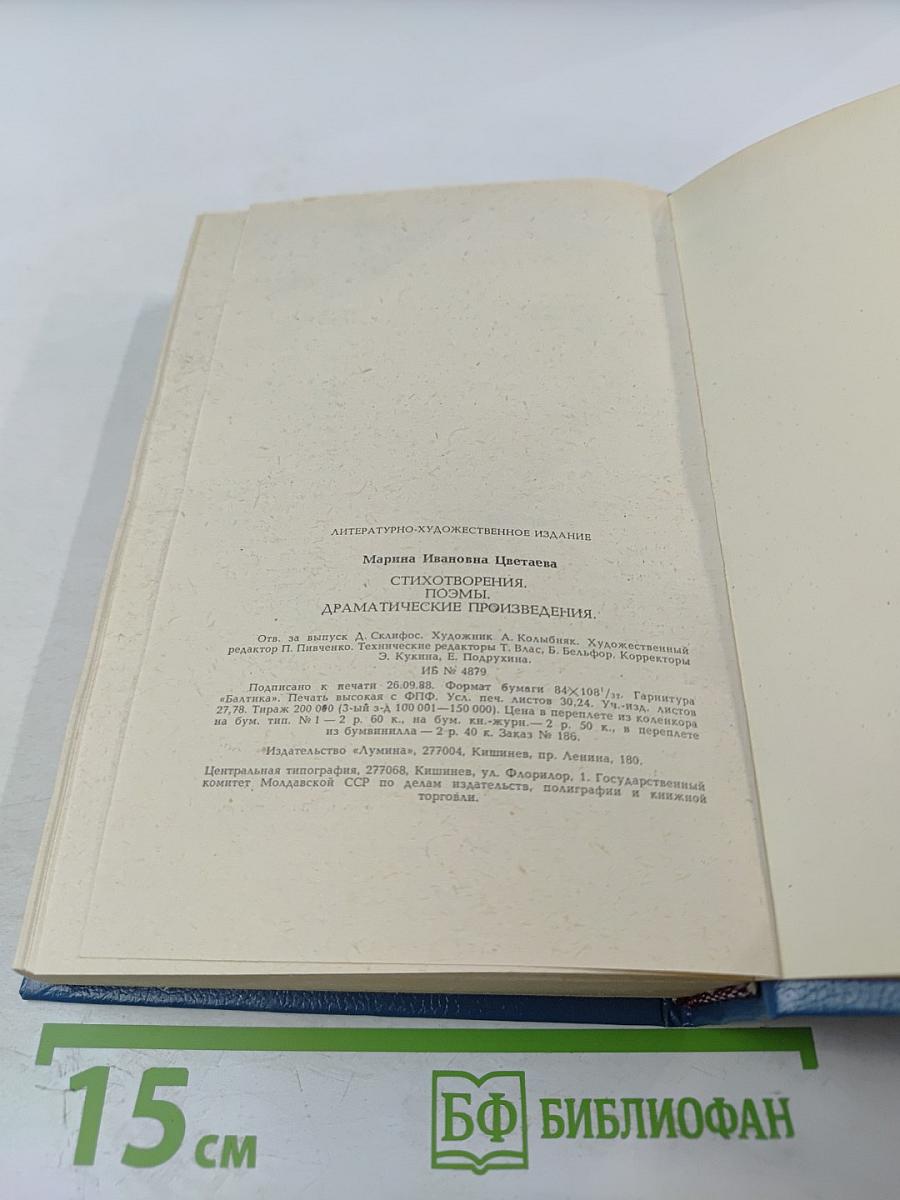 ЛИТЕРАТУРНО-ХУДОЖЕСТВЕННОЕ ИЗДАНИЕ
Марина Ивановна Цветаева
СТИХОТВОРЕНИЯ.
ПОЭМЫ.
ДРАМАТИЧЕСКИЕ ПРОИЗВЕДЕНИЯ.
Отв. за выпуск Д. Склифос. Художник А. Колыбняк. Художественный
редактор П. Пивченко. Технические редакторы Т. Влас, Б. Бельфор. Корректоры
Э. Кукина, Е. Подрухина.
ИБ № 4879
Подписано к печати 26.09.88. Формат бумаги 84×108¹/₃₂. Гарнитура
«Балтика». Печать высокая с ФПФ. Усл. печ. листов 30,24. Уч.-изд. листов
27,78. Тираж 200 000 (3-ый з-д 100 001—150 000). Цена в переплете из коленкора
на бум. тип. № 1 — 2 р. 60 к., на бум. кн.-журн.— 2 р. 50 к., в переплете
из бумвинилла — 2 р. 40 к. Заказ № 186.
Издательство «Лумина», 277004, Кишинев, пр. Ленина, 180.
Центральная типография, 277068, Кишинев, ул. Флорилор, 1. Государственный
комитет Молдавской ССР по делам издательств, полиграфии и книжной
торговли.
15 см
БФ БИБЛИОФАН